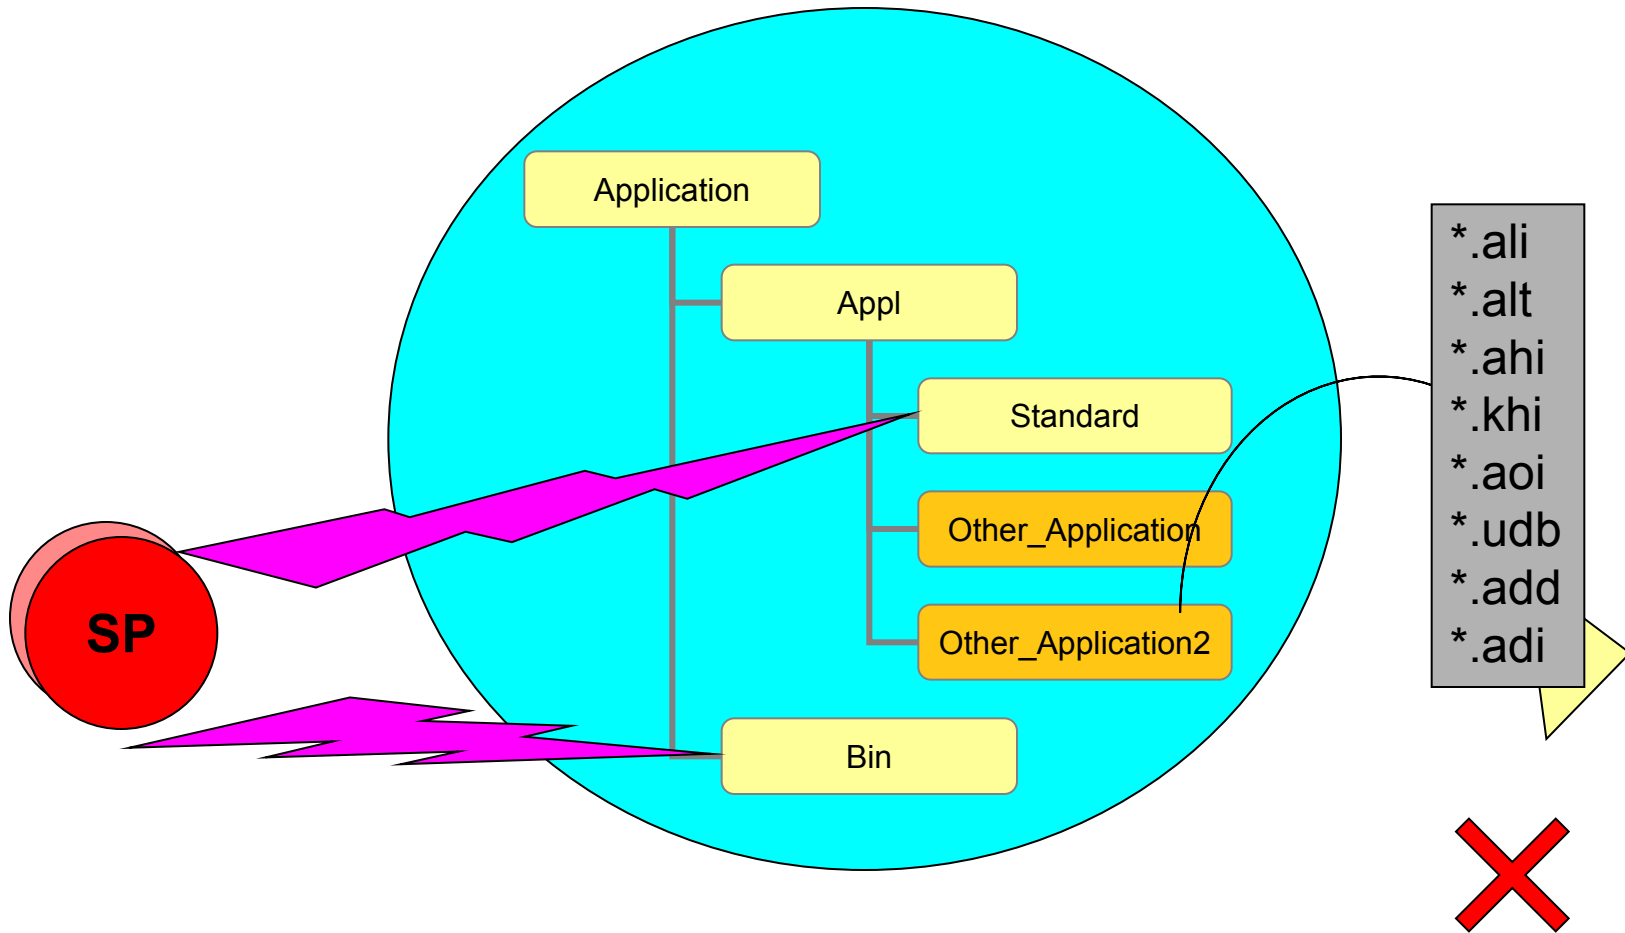 Application
Appl
Standard
Other_Application
Other_Application2
Bin
SP
*.ali
*.alt
*.ahi
*.khi
*.aoi
*.udb
*.add
*.adi